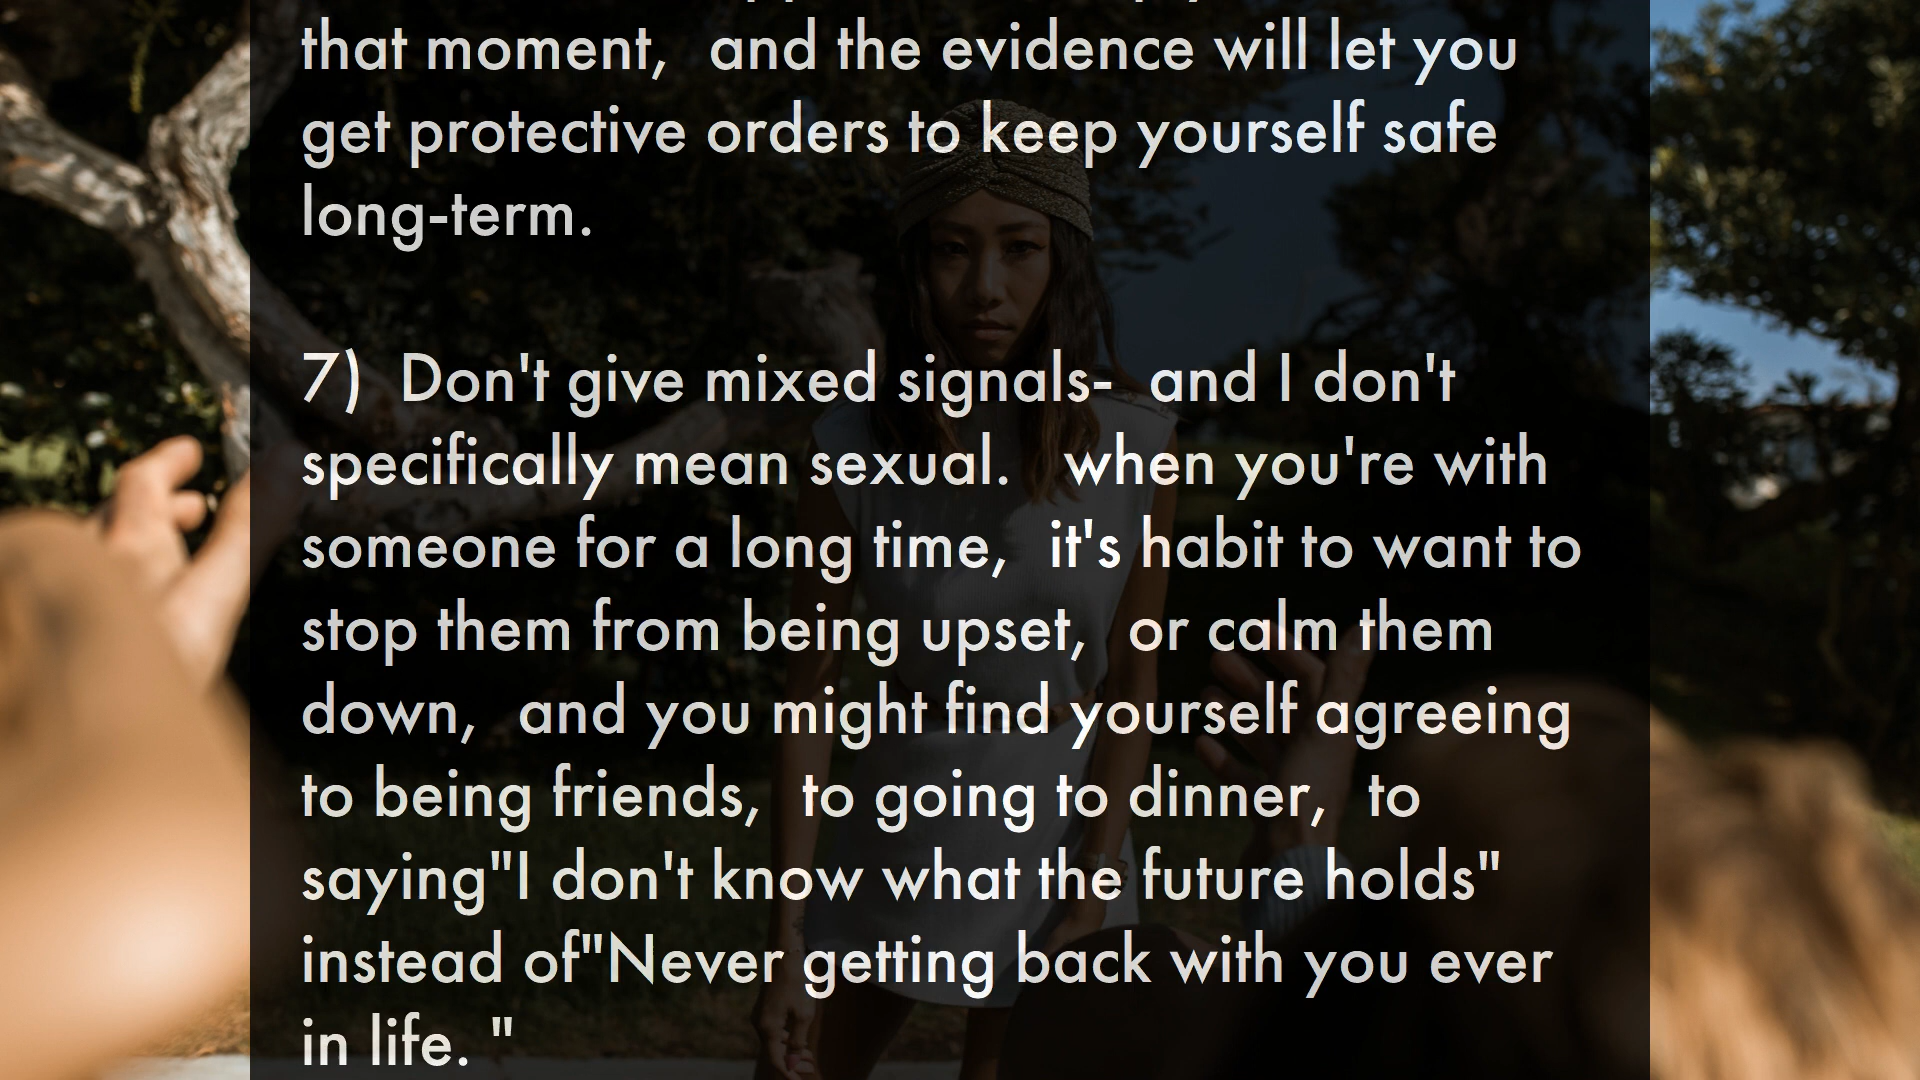 that moment,  and the evidence will let you
get protective orders to keep yourself safe
long-term.
7)  Don't give mixed signals-  and I don't
specifically mean sexual.   when you're with
someone for a long time,  it's habit to want to
stop them from being upset,  or calm them
down,  and you might find yourself agreeing
to being friends,  to going to dinner,  to
saying"I don't know what the future holds"
instead of"Never getting back with you ever
in life. "